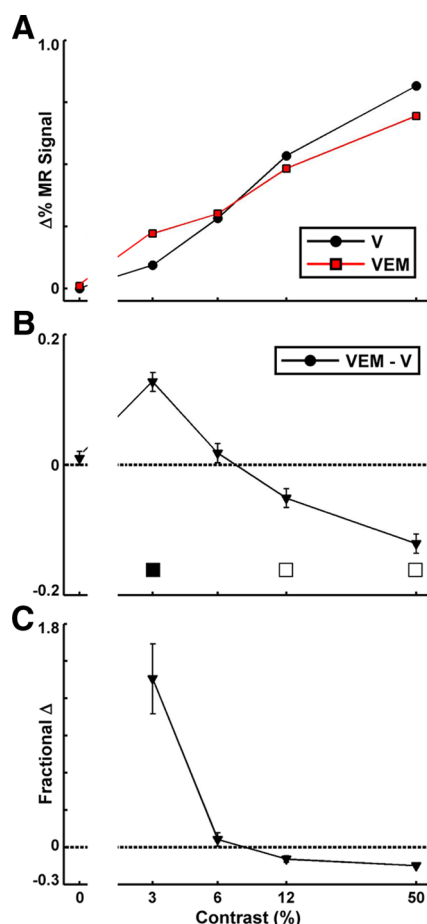 A
1.0
Δ% MR Signal
0
V
VEM
B
0.2
VEM - V
0
-0.2
C
1.8
Fractional Δ
0
-0.3
0 3 6 12 50
Contrast (%)